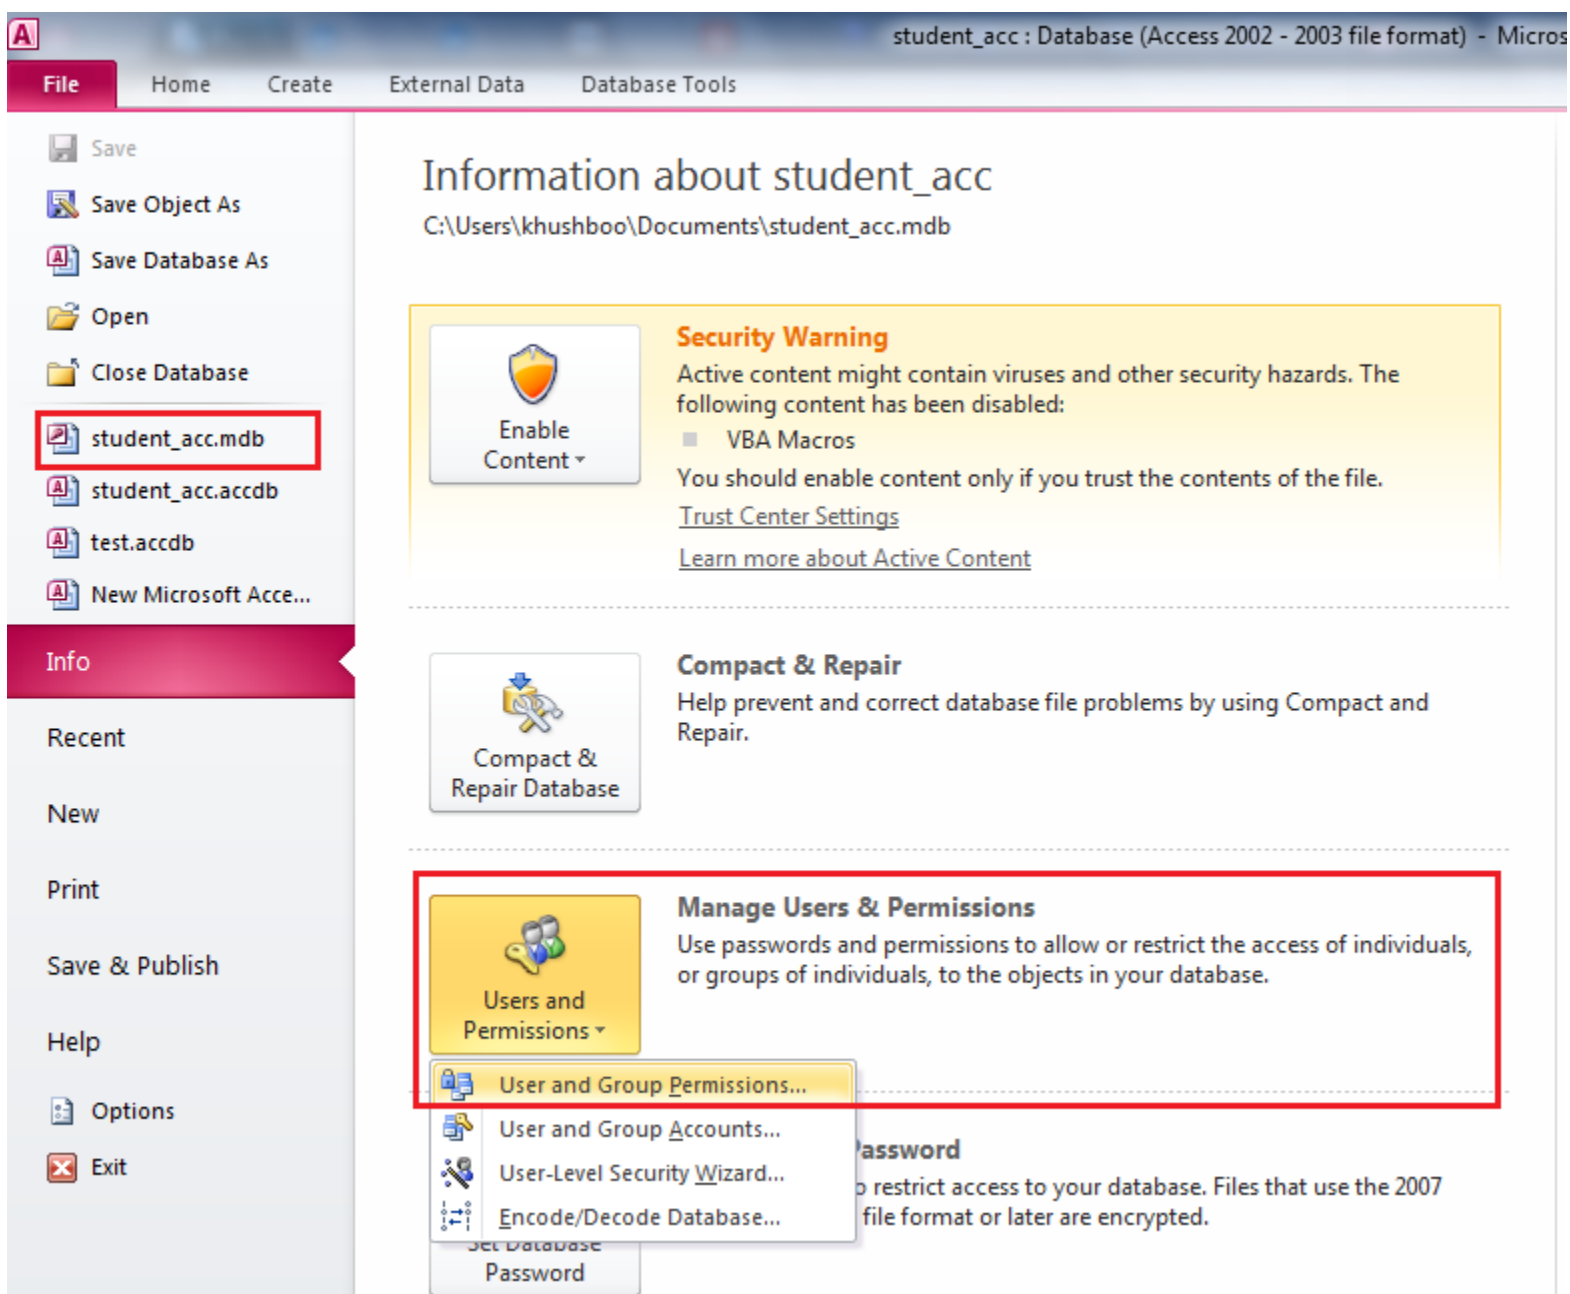 student_acc : Database (Access 2002 - 2003 file format) - Micros
File Home Create External Data Database Tools
Save
Save Object As
Save Database As
Open
Close Database
student_acc.mdb
student_acc.accdb
test.accdb
New Microsoft Acce...
Info
Recent
New
Print
Save & Publish
Help
Options
Exit
Information about student_acc
C:\Users\khushboo\Documents\student_acc.mdb
Enable
Content
Security Warning
Active content might contain viruses and other security hazards. The
following content has been disabled:
VBA Macros
You should enable content only if you trust the contents of the file.
Trust Center Settings
Learn more about Active Content
Compact &
Repair Database
Compact & Repair
Help prevent and correct database file problems by using Compact and
Repair.
Users and
Permissions
Manage Users & Permissions
Use passwords and permissions to allow or restrict the access of individuals,
or groups of individuals, to the objects in your database.
User and Group Permissions...
User and Group Accounts...
User-Level Security Wizard...
Encode/Decode Database...
assword
restrict access to your database. Files that use the 2007
file format or later are encrypted.
Set Database
Password